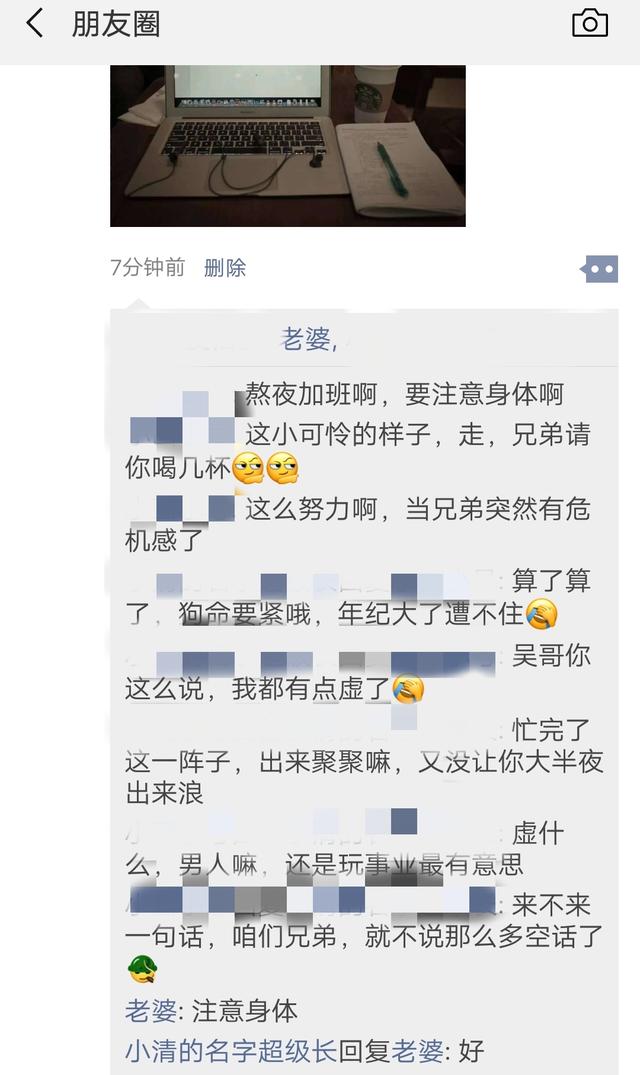 朋友圈
7分钟前 删除
老婆,
熬夜加班啊，要注意身体啊
这小可怜的样子，走，兄弟请
你喝几杯
这么努力啊，当兄弟突然有危
机感了
: 算了算
了，狗命要紧哦，年纪大了遭不住
: 吴哥你
这么说，我都有点虚了
: 忙完了
这一阵子，出来聚聚嘛，又没让你大半夜
出来浪
: 虚什
么，男人嘛，还是玩事业最有意思
: 来不来
一句话，咱们兄弟，就不说那么多空话了
老婆: 注意身体
小清的名字超级长回复老婆: 好